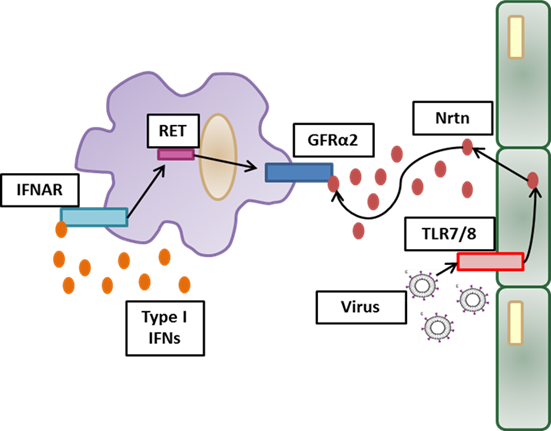 Nrtn
RET
GFRα2
IFNAR
TLR7/8
Virus
Type I
IFNs